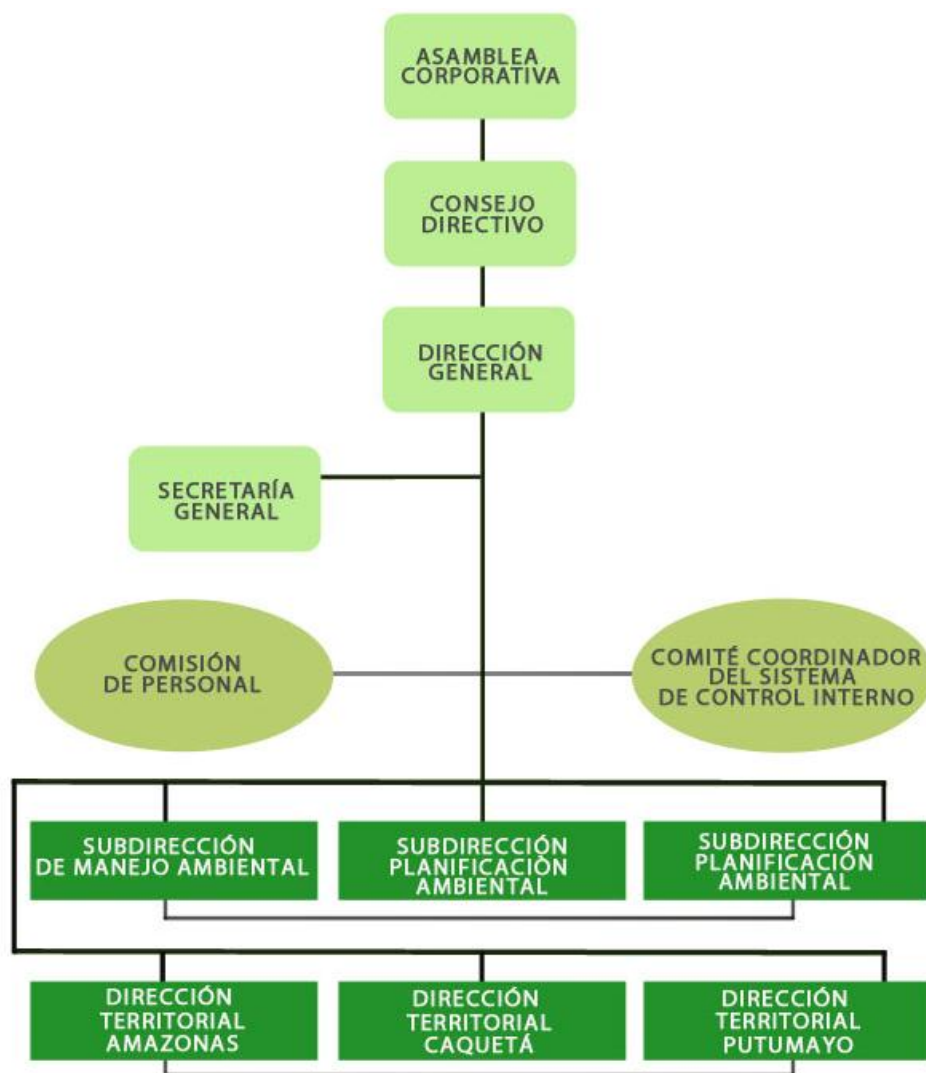 ASAMBLEA
CORPORATIVA
CONSEJO
DIRECTIVO
DIRECCIÓN
GENERAL
SECRETARÍA
GENERAL
COMISIÓN
DE PERSONAL
COMITÉ COORDINADOR
DEL SISTEMA
DE CONTROL INTERNO
SUBDIRECCIÓN
DE MANEJO AMBIENTAL
SUBDIRECCIÓN
PLANIFICACIÓN
AMBIENTAL
SUBDIRECCIÓN
PLANIFICACIÓN
AMBIENTAL
DIRECCIÓN
TERRITORIAL
AMAZONAS
DIRECCIÓN
TERRITORIAL
CAQUETÁ
DIRECCIÓN
TERRITORIAL
PUTUMAYO